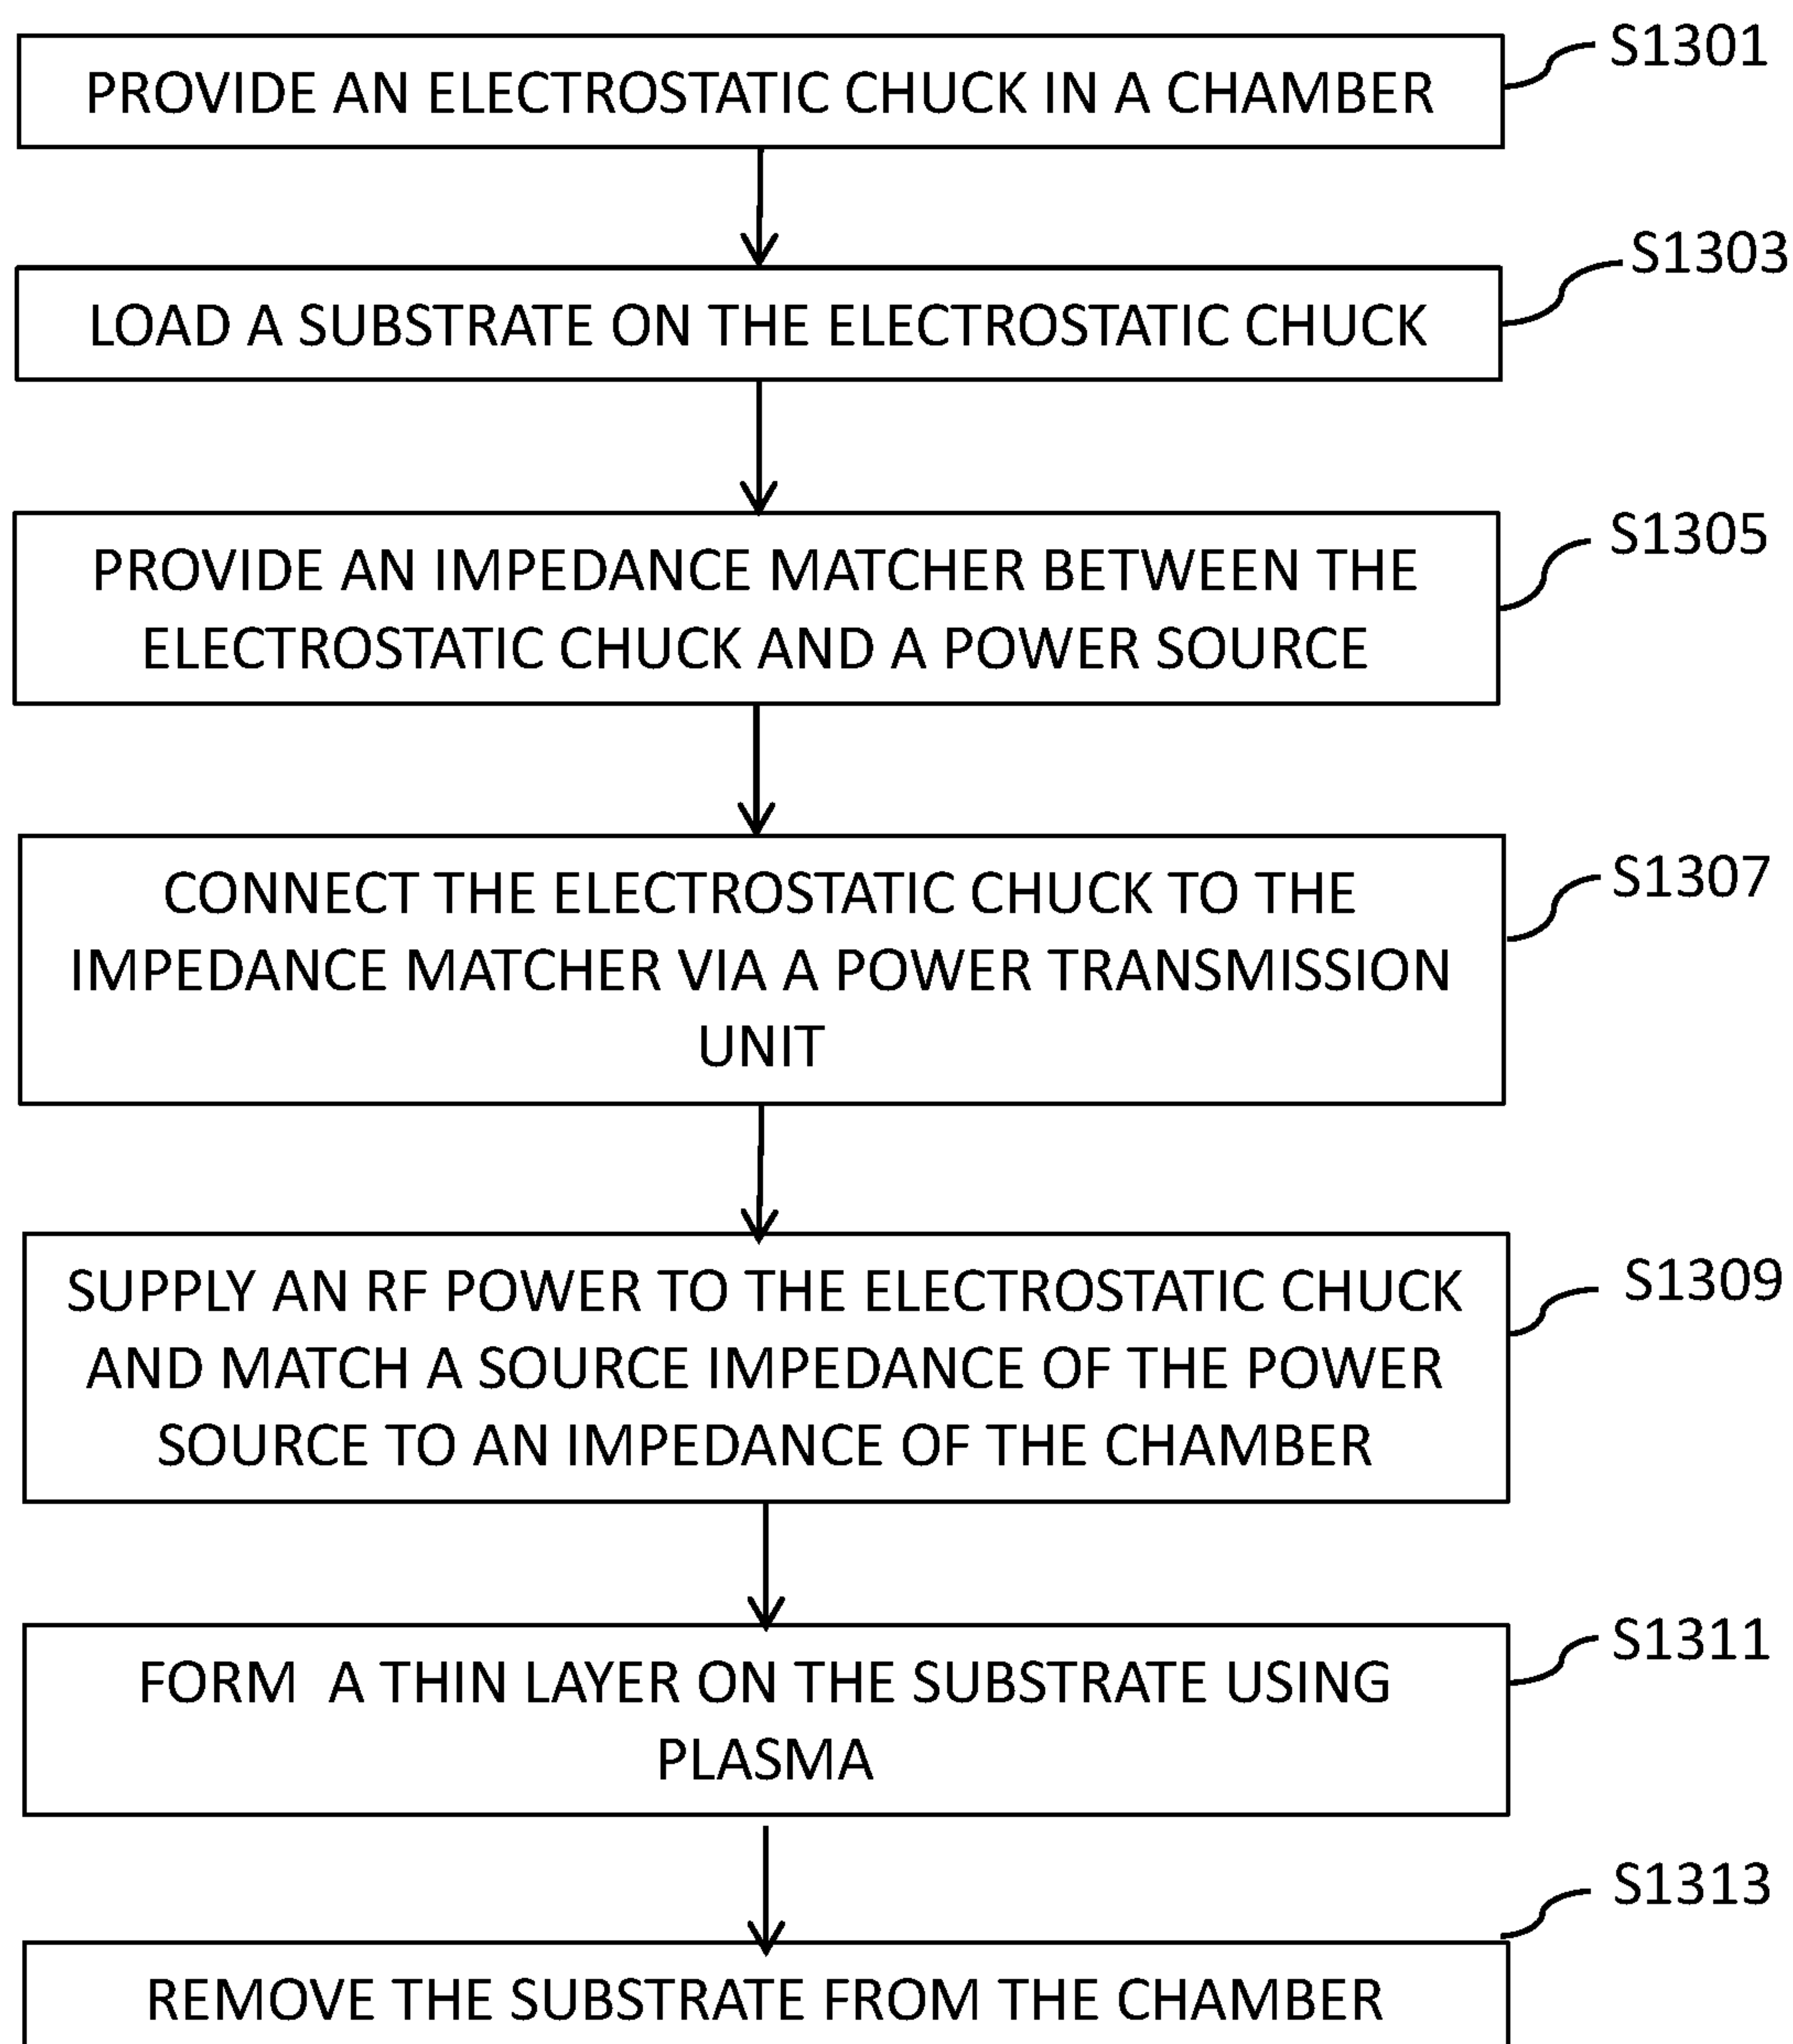 S1301
PROVIDE AN ELECTROSTATIC CHUCK IN A CHAMBER
S1303
LOAD A SUBSTRATE ON THE ELECTROSTATIC CHUCK
S1305
PROVIDE AN IMPEDANCE MATCHER BETWEEN THE
ELECTROSTATIC CHUCK AND A POWER SOURCE
S1307
CONNECT THE ELECTROSTATIC CHUCK TO THE
IMPEDANCE MATCHER VIA A POWER TRANSMISSION
UNIT
S1309
SUPPLY AN RF POWER TO THE ELECTROSTATIC CHUCK
AND MATCH A SOURCE IMPEDANCE OF THE POWER
SOURCE TO AN IMPEDANCE OF THE CHAMBER
S1311
FORM A THIN LAYER ON THE SUBSTRATE USING
PLASMA
S1313
REMOVE THE SUBSTRATE FROM THE CHAMBER